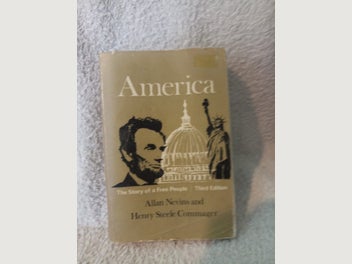 America
The Story of a Free People / Third Edition
Allan Nevins and
Henry Steele Commager